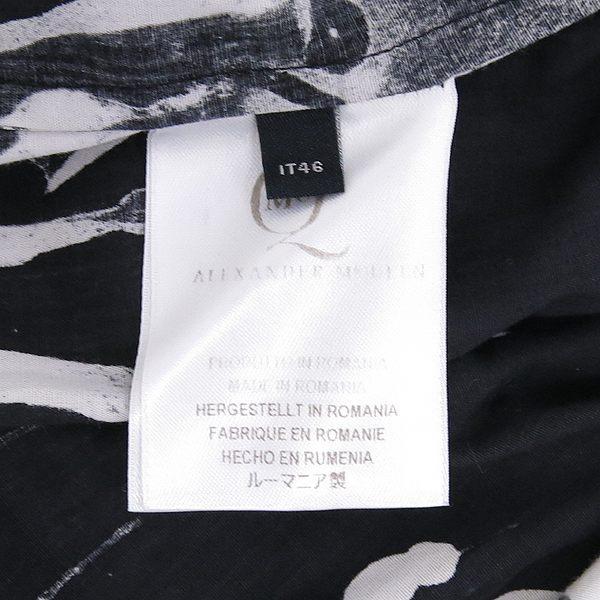 IT46
ALEXANDER MCQUEEN
PRODOTTO IN ROMANIA
MADE IN ROMANIA
HERGESTELLT IN ROMANIA
FABRIQUE EN ROMANIE
HECHO EN RUMENIA
ルーマニア製